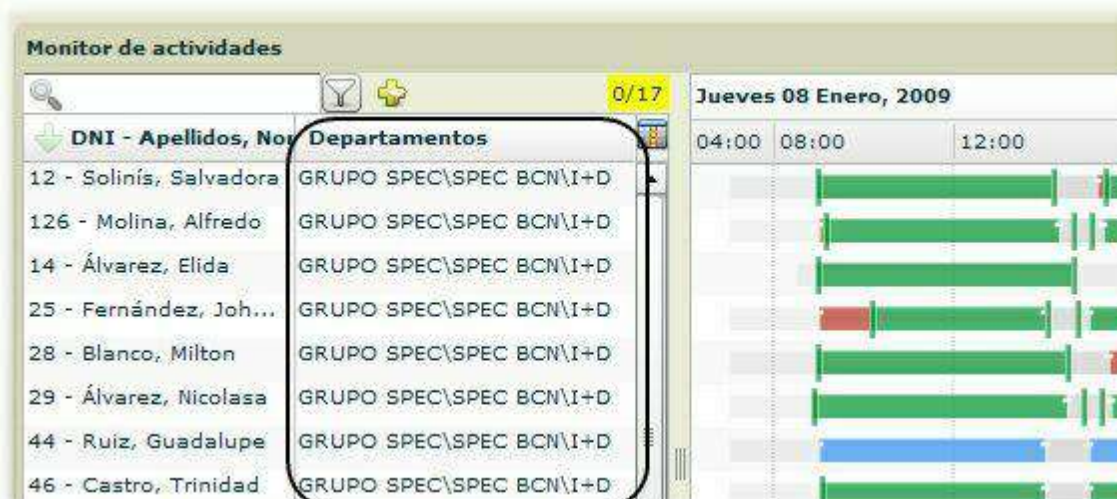 Monitor de actividades
0/17 Jueves 08 Enero, 2009
DNI - Apellidos, Nor Departamentos 04:00 08:00 12:00
12 - Solinís, Salvadora GRUPO SPEC\SPEC BCN\I+D
126 - Molina, Alfredo GRUPO SPEC\SPEC BCN\I+D
14 - Álvarez, Elida GRUPO SPEC\SPEC BCN\I+D
25 - Fernández, Joh... GRUPO SPEC\SPEC BCN\I+D
28 - Blanco, Milton GRUPO SPEC\SPEC BCN\I+D
29 - Álvarez, Nicolasa GRUPO SPEC\SPEC BCN\I+D
44 - Ruiz, Guadalupe GRUPO SPEC\SPEC BCN\I+D
46 - Castro, Trinidad GRUPO SPEC\SPEC BCN\I+D